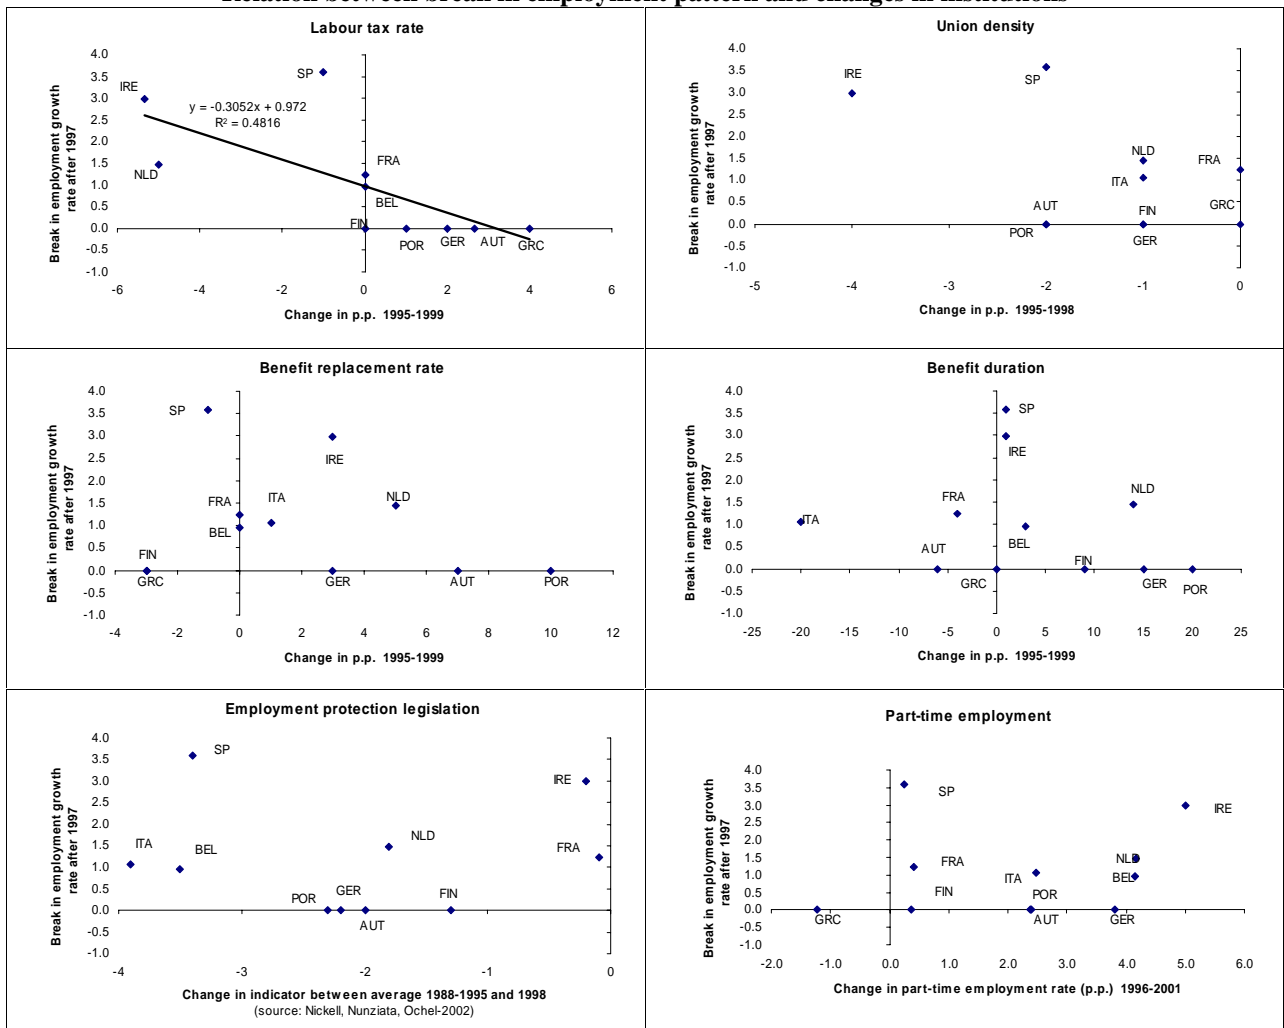 Relation between break in employment pattern and changes in institutions
Labour tax rate
4.0
3.5
3.0
2.5
2.0
1.5
1.0
0.5
0.0
-0.5
-1.0
Break in employment growth
rate after 1997
IRE
SP
y = -0.3052x + 0.972
R² = 0.4816
NLD
FRA
BEL
FIN
POR
GER
AUT
GRC
-6
-4
-2
0
2
4
6
Change in p.p. 1995-1999
Union density
4.0
3.5
3.0
2.5
2.0
1.5
1.0
0.5
0.0
-0.5
-1.0
Break in employment growth
rate after 1997
IRE
SP
NLD
FRA
ITA
AUT
FIN
GRC
POR
GER
-5
-4
-3
-2
-1
0
Change in p.p. 1995-1998
Benefit replacement rate
4.0
3.5
3.0
2.5
2.0
1.5
1.0
0.5
0.0
-0.5
-1.0
Break in employment growth
rate after 1997
SP
IRE
FRA
ITA
NLD
BEL
FIN
GRC
GER
AUT
POR
-4
-2
0
2
4
6
8
10
12
Change in p.p. 1995-1999
Benefit duration
4.0
3.5
3.0
2.5
2.0
1.5
1.0
0.5
0.0
-0.5
-1.0
Break in employment growth
rate after 1997
SP
IRE
FRA
NLD
ITA
AUT
BEL
FIN
GRC
GER
POR
-25
-20
-15
-10
-5
0
5
10
15
20
25
Change in p.p. 1995-1999
Employment protection legislation
4.0
3.5
3.0
2.5
2.0
1.5
1.0
0.5
0.0
-0.5
-1.0
Break in employment growth
rate after 1997
SP
IRE
ITA
BEL
NLD
FRA
POR
GER
FIN
AUT
-4
-3
-2
-1
0
Change in indicator between average 1988-1995 and 1998
(source: Nickell, Nunziata, Ochel-2002)
Part-time employment
4.0
3.5
3.0
2.5
2.0
1.5
1.0
0.5
0.0
-0.5
-1.0
Break in employment growth
rate after 1997
SP
IRE
FRA
NLD
ITA
BEL
FIN
POR
GRC
AUT
GER
-2.0
-1.0
0.0
1.0
2.0
3.0
4.0
5.0
6.0
Change in part-time employment rate (p.p.) 1996-2001